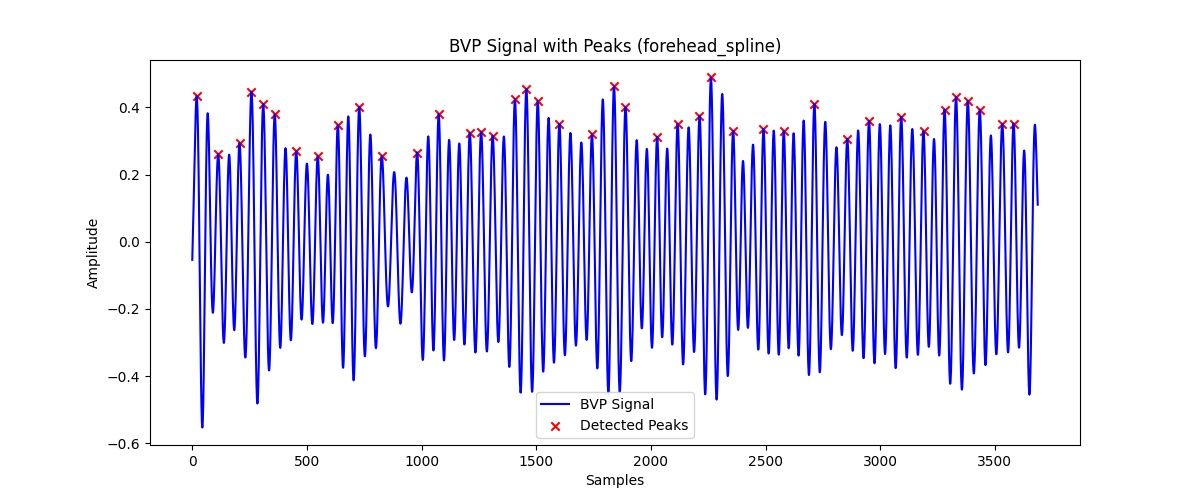 BVP Signal with Peaks (forehead_spline)
Amplitude
0.4
0.2
0.0
−0.2
−0.4
−0.6
BVP Signal
Detected Peaks
0 500 1000 1500 2000 2500 3000 3500
Samples